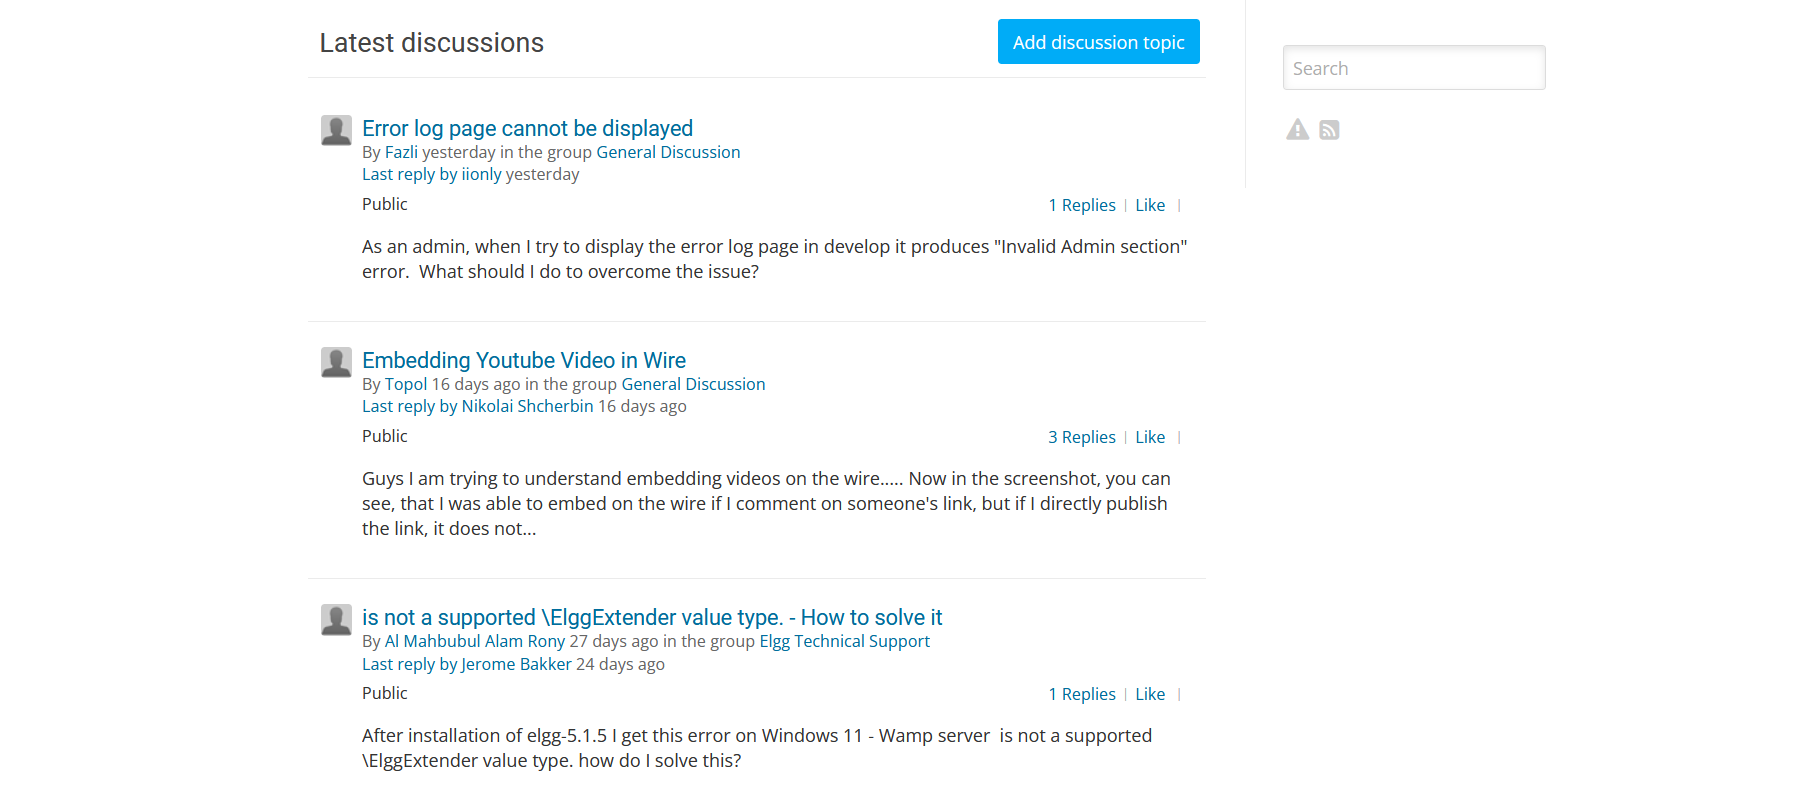 Latest discussions
Add discussion topic
Search
Error log page cannot be displayed
By Fazli yesterday in the group General Discussion
Last reply by iionly yesterday
Public
1 Replies | Like |
As an admin, when I try to display the error log page in develop it produces "Invalid Admin section"
error.  What should I do to overcome the issue?
Embedding Youtube Video in Wire
By Topol 16 days ago in the group General Discussion
Last reply by Nikolai Shcherbin 16 days ago
Public
3 Replies | Like |
Guys I am trying to understand embedding videos on the wire..... Now in the screenshot, you can
see, that I was able to embed on the wire if I comment on someone's link, but if I directly publish
the link, it does not...
is not a supported \ElggExtender value type. - How to solve it
By Al Mahbubul Alam Rony 27 days ago in the group Elgg Technical Support
Last reply by Jerome Bakker 24 days ago
Public
1 Replies | Like |
After installation of elgg-5.1.5 I get this error on Windows 11 - Wamp server  is not a supported
\ElggExtender value type. how do I solve this?